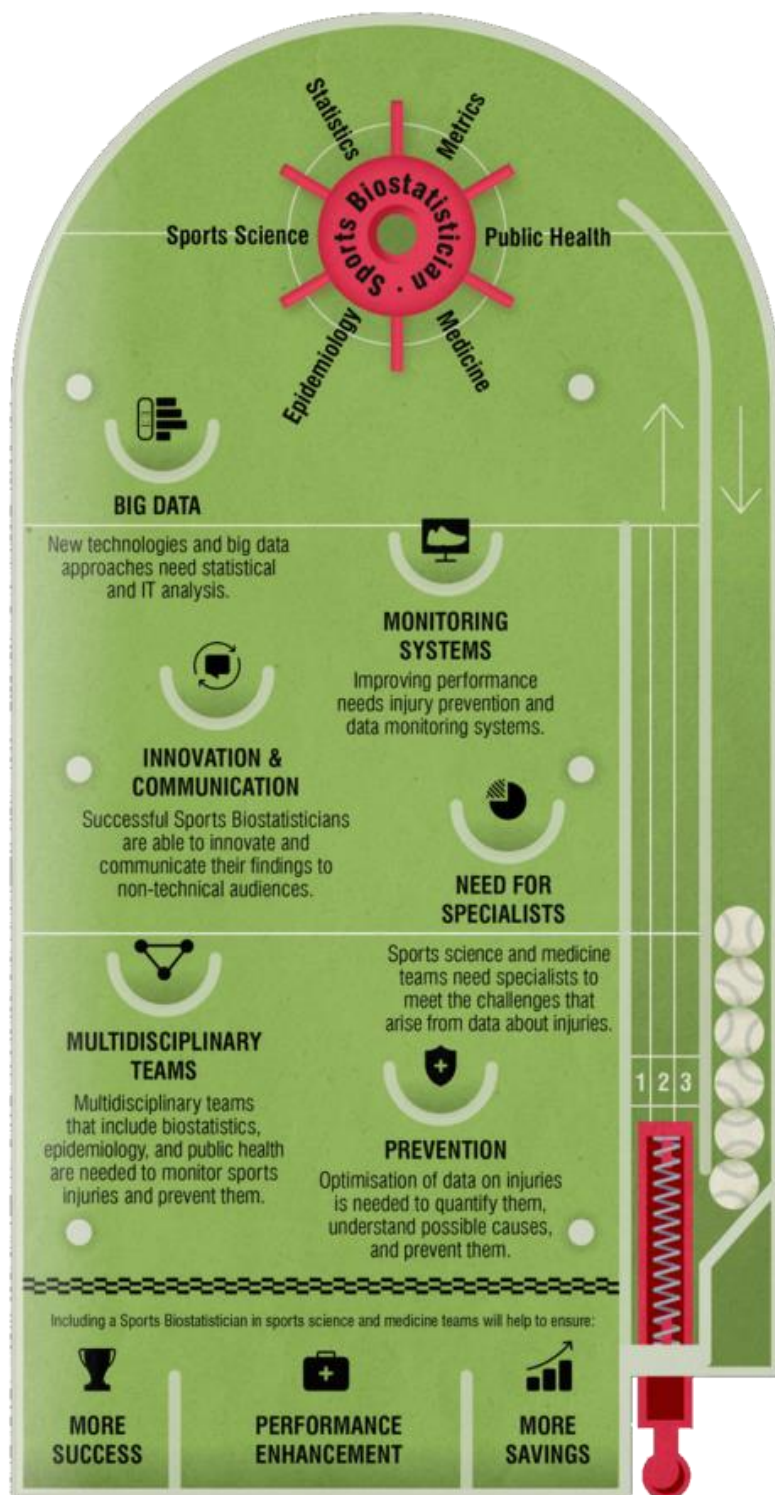 Statistics
Metrics
Sports Science
Sports Biostatistician ·
Public Health
Epidemiology
Medicine
BIG DATA
New technologies and big data
approaches need statistical
and IT analysis.
MONITORING
SYSTEMS
Improving performance
needs injury prevention and
data monitoring systems.
INNOVATION &
COMMUNICATION
Successful Sports Biostatisticians
are able to innovate and
communicate their findings to
non-technical audiences.
NEED FOR
SPECIALISTS
Sports science and medicine
teams need specialists to
meet the challenges that
arise from data about injuries.
MULTIDISCIPLINARY
TEAMS
Multidisciplinary teams
that include biostatistics,
epidemiology, and public health
are needed to monitor sports
injuries and prevent them.
PREVENTION
Optimisation of data on injuries
is needed to quantify them,
understand possible causes,
and prevent them.
1 2 3
Including a Sports Biostatistician in sports science and medicine teams will help to ensure:
MORE
SUCCESS
PERFORMANCE
ENHANCEMENT
MORE
SAVINGS